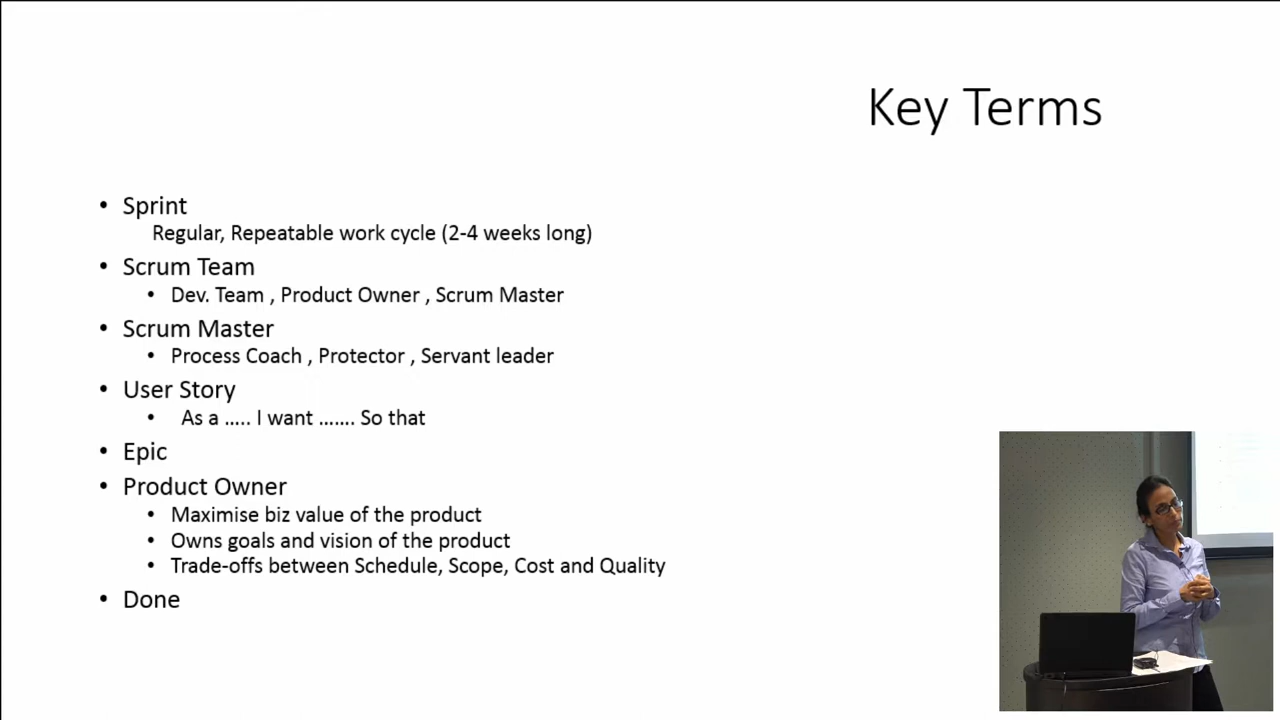 Key Terms
• Sprint
Regular, Repeatable work cycle (2-4 weeks long)
• Scrum Team
• Dev. Team , Product Owner , Scrum Master
• Scrum Master
• Process Coach , Protector , Servant leader
• User Story
• As a ..... I want ....... So that
• Epic
• Product Owner
• Maximise biz value of the product
• Owns goals and vision of the product
• Trade-offs between Schedule, Scope, Cost and Quality
• Done